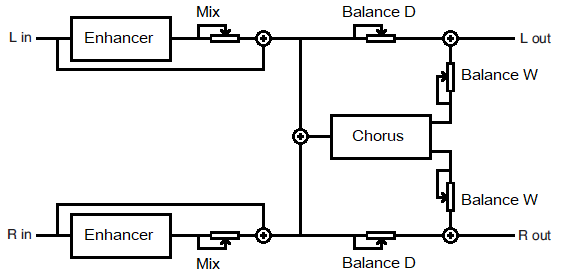 Mix
Balance D
L in
Enhancer
L out
Balance W
Chorus
Balance W
R in
Enhancer
R out
Mix
Balance D